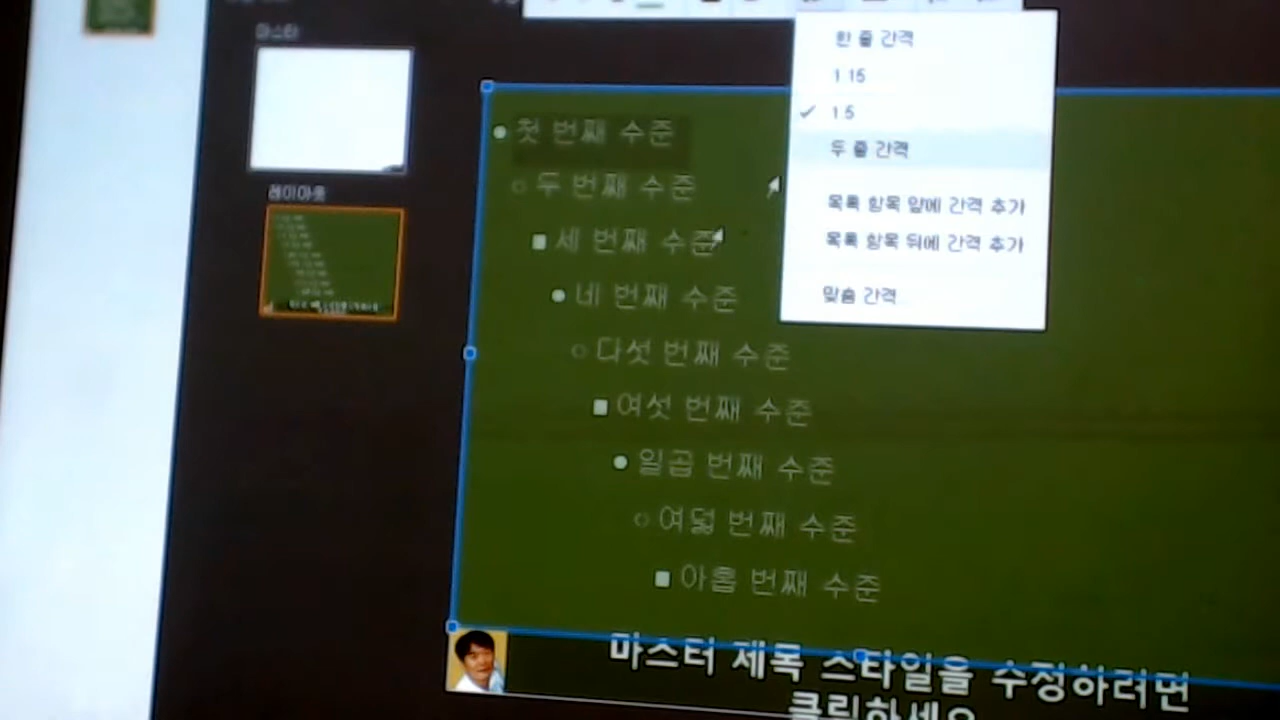 마스터
한 줄 간격
1.15
1.5
두 줄 간격
목록 항목 앞에 간격 추가
목록 항목 뒤에 간격 추가
맞춤 간격
레이아웃
첫 번째 수준
두 번째 수준
세 번째 수준
네 번째 수준
다섯 번째 수준
여섯 번째 수준
일곱 번째 수준
여덟 번째 수준
아홉 번째 수준
마스터 제목 스타일을 수정하려면
클릭하세요